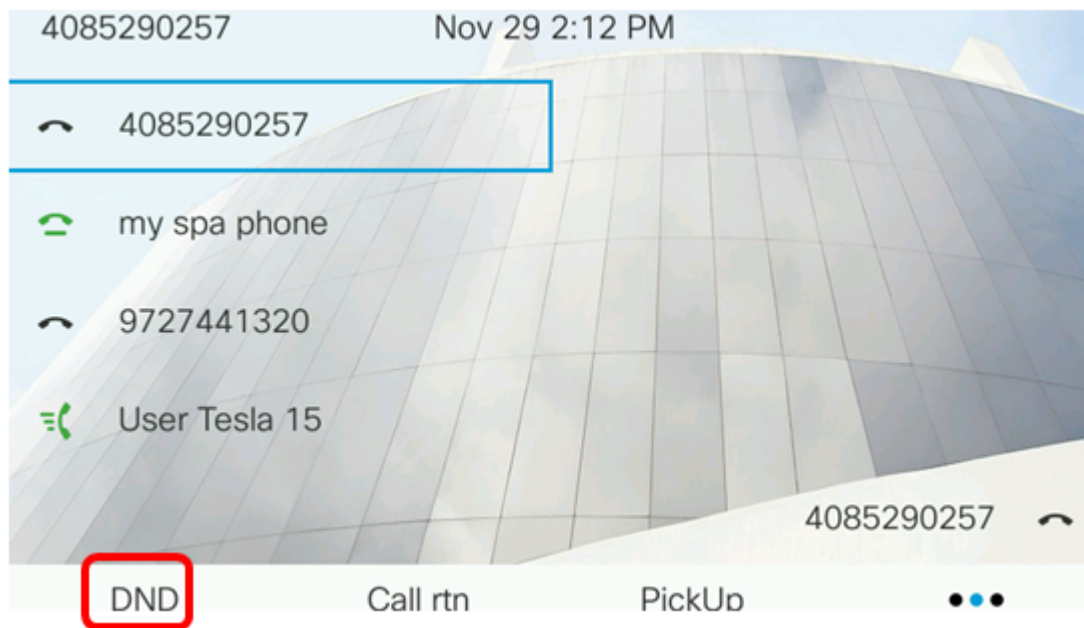 4085290257 Nov 29 2:12 PM
4085290257
my spa phone
9727441320
User Tesla 15
4085290257
DND Call rtn PickUp